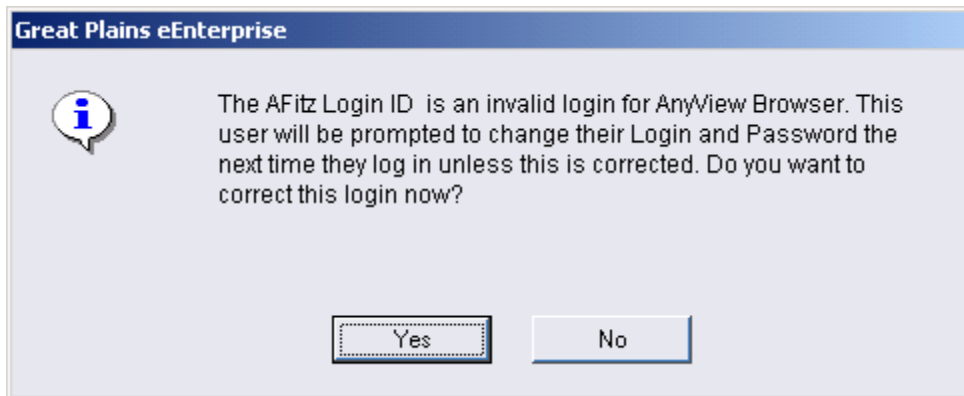 Great Plains eEnterprise
The AFitz Login ID  is an invalid login for AnyView Browser. This
user will be prompted to change their Login and Password the
next time they log in unless this is corrected. Do you want to
correct this login now?
Yes
No